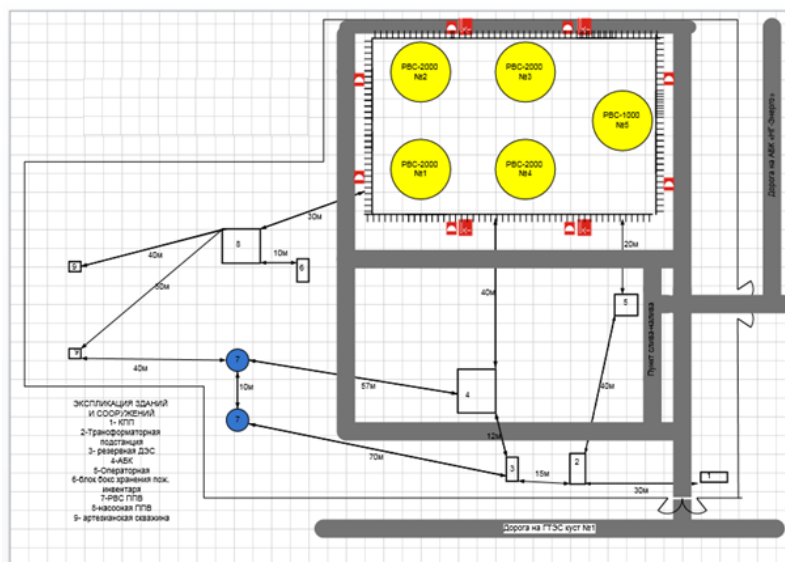 РВС-2000
№2
РВС-2000
№3
РВС-1000
№5
РВС-2000
№1
РВС-2000
№4
Дорога на АБК «НГ-Энерго»
30м
8
40м
10м
9
6
50м
20м
40м
5
Пункт слива-налива
7
40м
10м
57м
4
40м
7
12м
70м
3
15м
2
30м
1
ЭКСПЛИКАЦИЯ ЗДАНИЙ
И СООРУЖЕНИЙ
1- КПП
2-Трансформаторная
подстанция
3- резервная ДЭС
4-АБК
5-Операторная
6-блок бокс хранения пож.
инвентаря
7-РВС ППВ
8-насосная ППВ
9- артезианская скважина
Дорога на ГТЭС куст №1